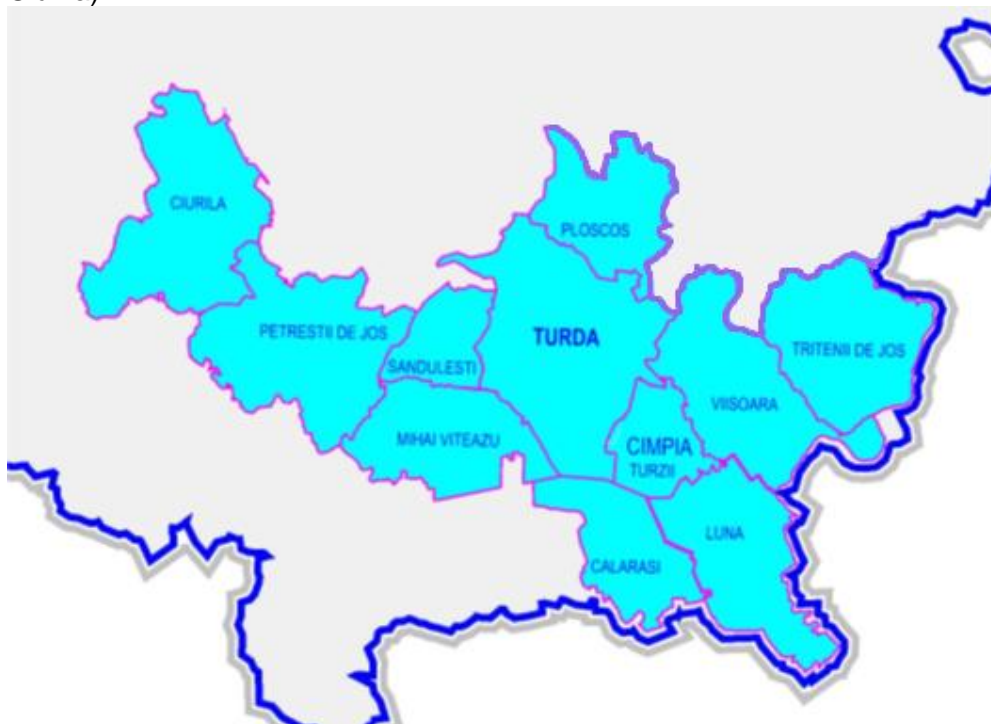 CIURILA
PLOSCOS
PETRESTII DE JOS
SANDULESTI
TURDA
TRITENII DE JOS
VIISOARA
MIHAI VITEAZU
CIMPIA
TURZII
LUNA
CALARASI